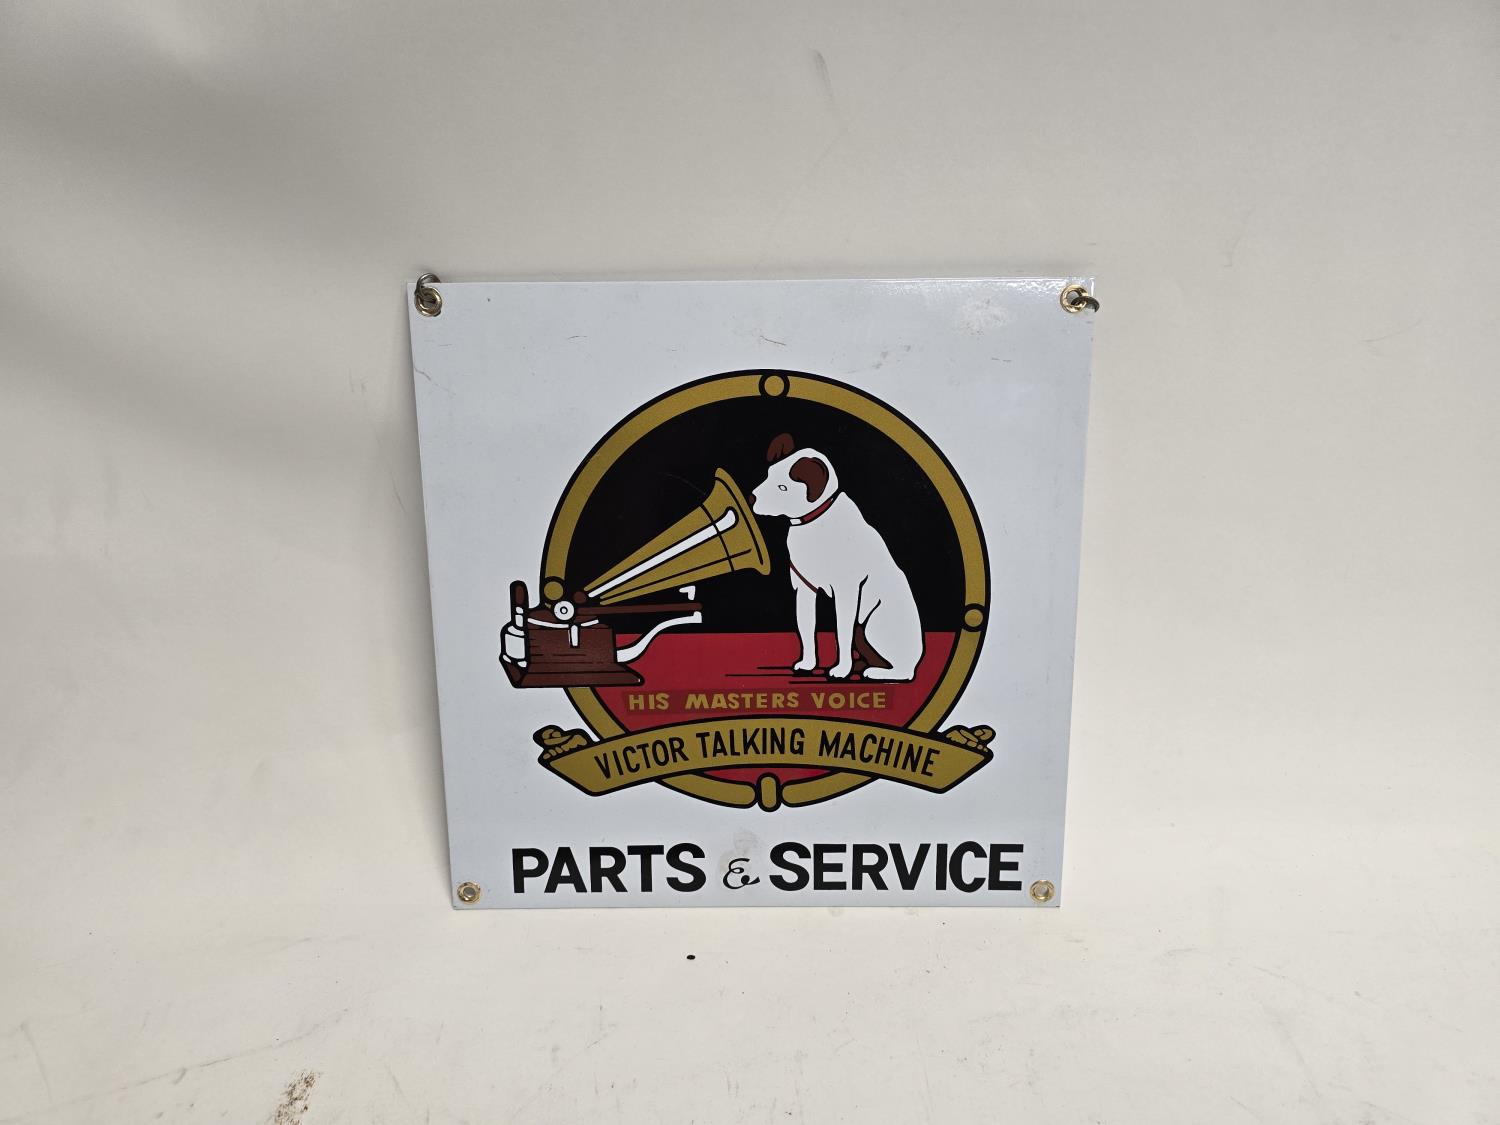 HIS MASTERS VOICE
VICTOR TALKING MACHINE
PARTS & SERVICE